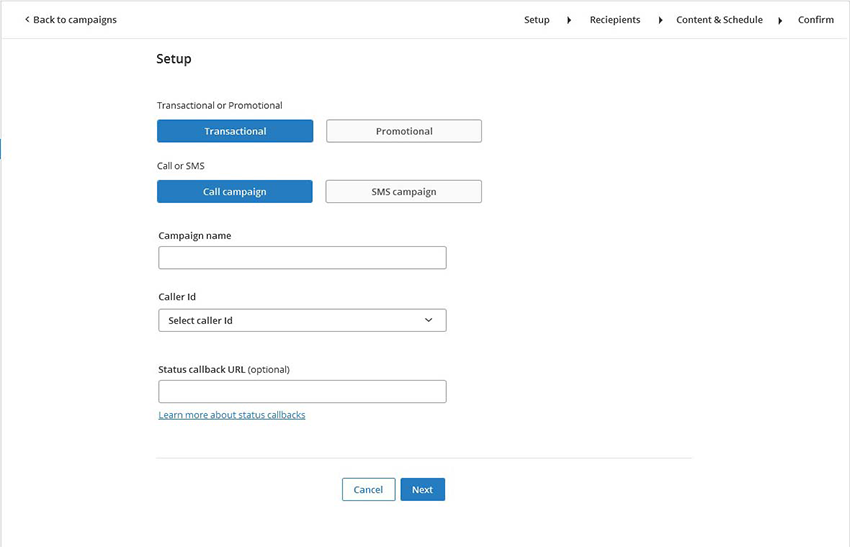 Back to campaigns
Setup Reciepients Content & Schedule Confirm
Setup
Transactional or Promotional
Transactional Promotional
Call or SMS
Call campaign SMS campaign
Campaign name
Caller Id
Select caller Id
Status callback URL (optional)
Learn more about status callbacks
Cancel Next